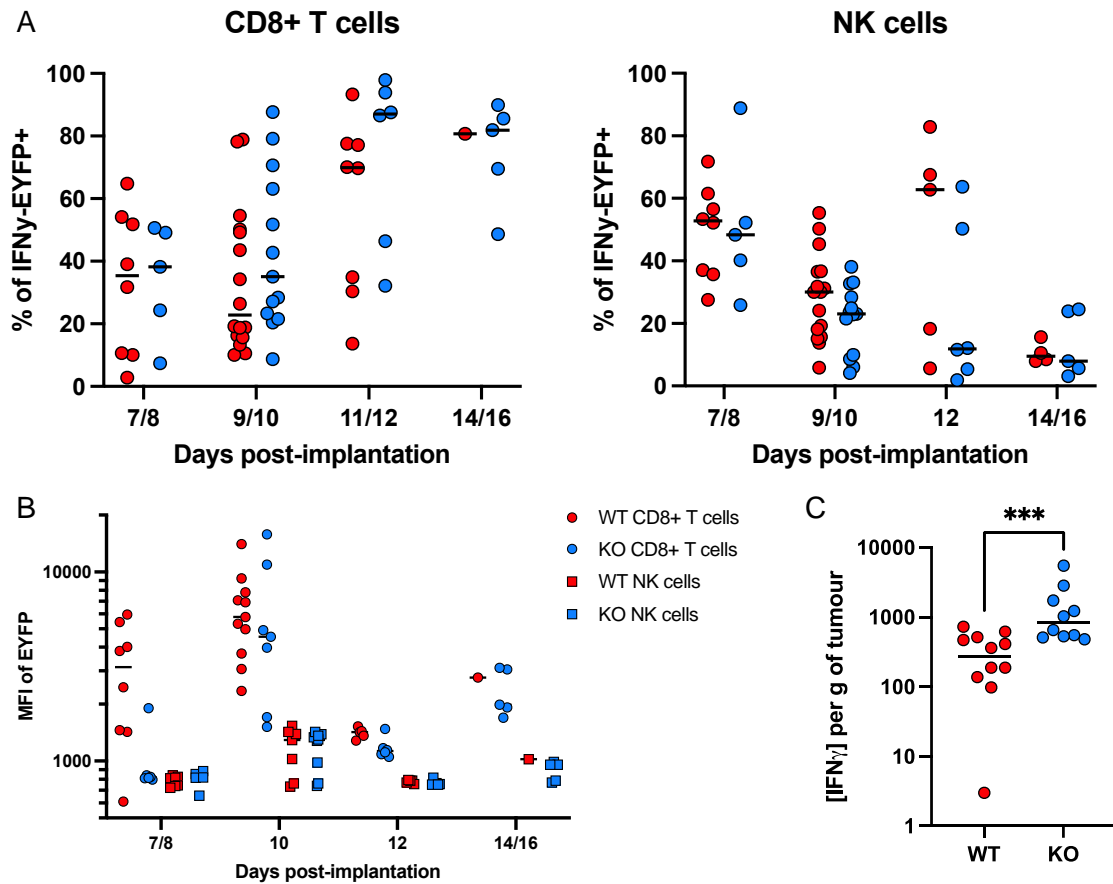 A
CD8+ T cells
% of IFNy-EYFP+
100
80
60
40
20
0
7/8
9/10
11/12
14/16
Days post-implantation
NK cells
% of IFNy-EYFP+
100
80
60
40
20
0
7/8
9/10
12
14/16
Days post-implantation
B
MFI of EYFP
10000
1000
7/8
10
12
14/16
Days post-implantation
WT CD8+ T cells
KO CD8+ T cells
WT NK cells
KO NK cells
C
***
[IFNγ] per g of tumour
10000
1000
100
10
1
WT
KO